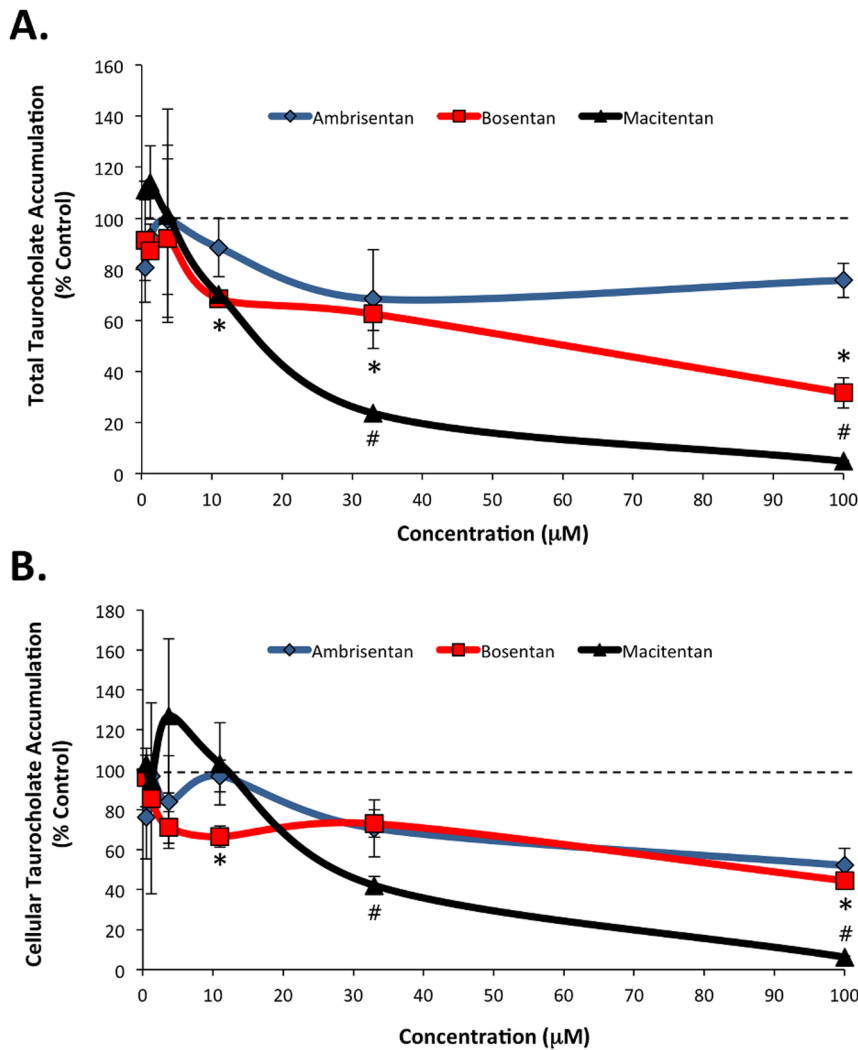 A.
Total Taurocholate Accumulation
(% Control)
160
140
120
100
80
60
40
20
0
Ambrisentan Bosentan Macitentan
*
*
*
#
#
0 10 20 30 40 50 60 70 80 90 100
Concentration (μM)
B.
Cellular Taurocholate Accumulation
(% Control)
180
160
140
120
100
80
60
40
20
0
Ambrisentan Bosentan Macitentan
*
*
#
#
0 10 20 30 40 50 60 70 80 90 100
Concentration (μM)